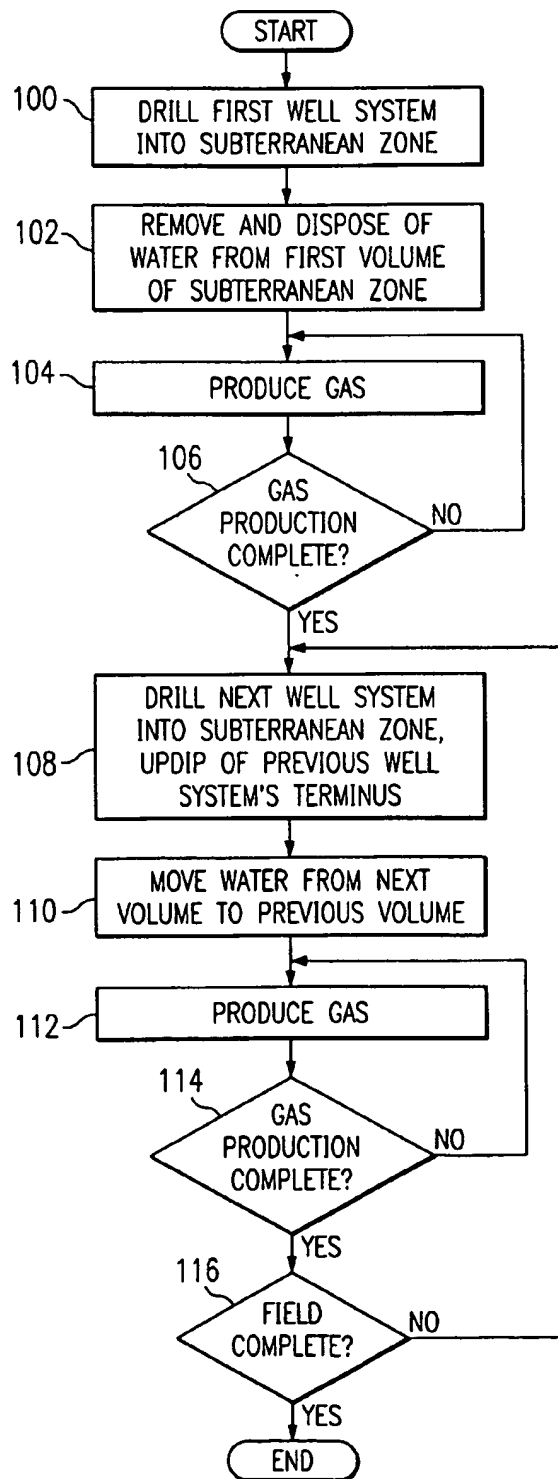 START
100
DRILL FIRST WELL SYSTEM
INTO SUBTERRANEAN ZONE
102
REMOVE AND DISPOSE OF
WATER FROM FIRST VOLUME
OF SUBTERRANEAN ZONE
104
PRODUCE GAS
106
GAS
PRODUCTION
COMPLETE?
NO
YES
108
DRILL NEXT WELL SYSTEM
INTO SUBTERRANEAN ZONE,
UPDIP OF PREVIOUS WELL
SYSTEM'S TERMINUS
110
MOVE WATER FROM NEXT
VOLUME TO PREVIOUS VOLUME
112
PRODUCE GAS
114
GAS
PRODUCTION
COMPLETE?
NO
YES
116
FIELD
COMPLETE?
NO
YES
END